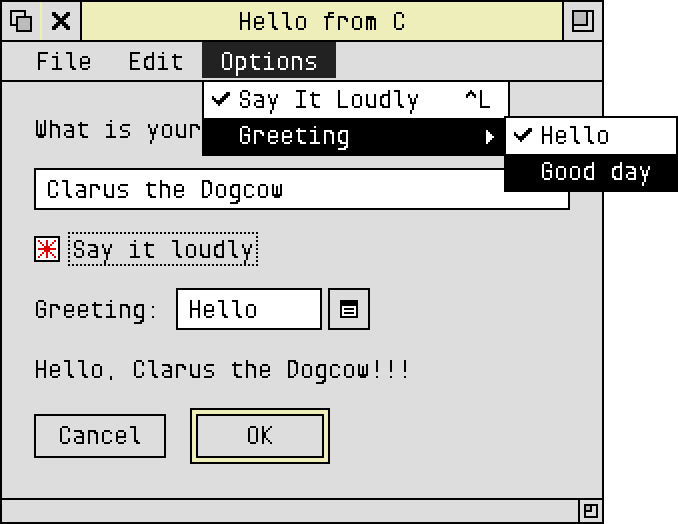 Hello from C
File Edit Options
Say It Loudly ^L
Greeting
Hello
Good day
What is your
Clarus the Dogcow
Say it loudly
Greeting: Hello
Hello, Clarus the Dogcow!!!
Cancel OK